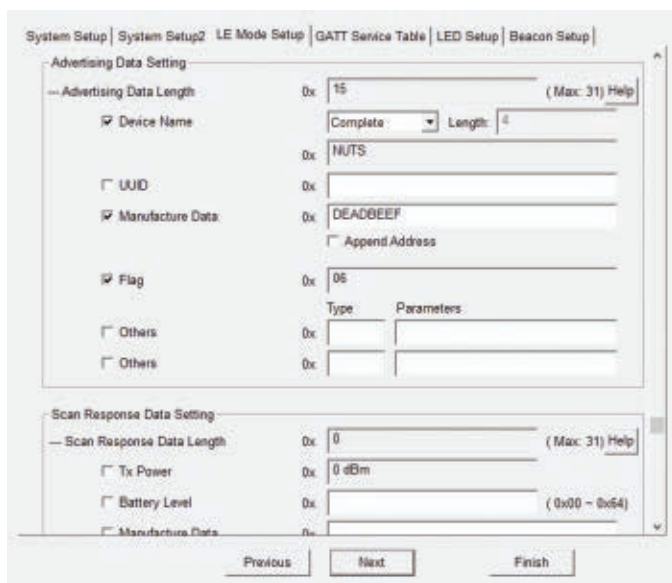 System Setup System Setup2 LE Mode Setup GATT Service Table LED Setup Beacon Setup
Advertising Data Setting
Advertising Data Length 0x 15 ( Max: 31) Help
Device Name Complete Length: 4
0x NUTS
UUID 0x
Manufacture Data 0x DEADBEEF
Append Address
Flag 0x 06
Type Parameters
Others 0x
Others 0x
Scan Response Data Setting
Scan Response Data Length 0x 0 ( Max: 31) Help
Tx Power 0x 0 dBm
Battery Level 0x ( 0x00 ~ 0x64)
Manufacture Data 0x
Previous Next Finish